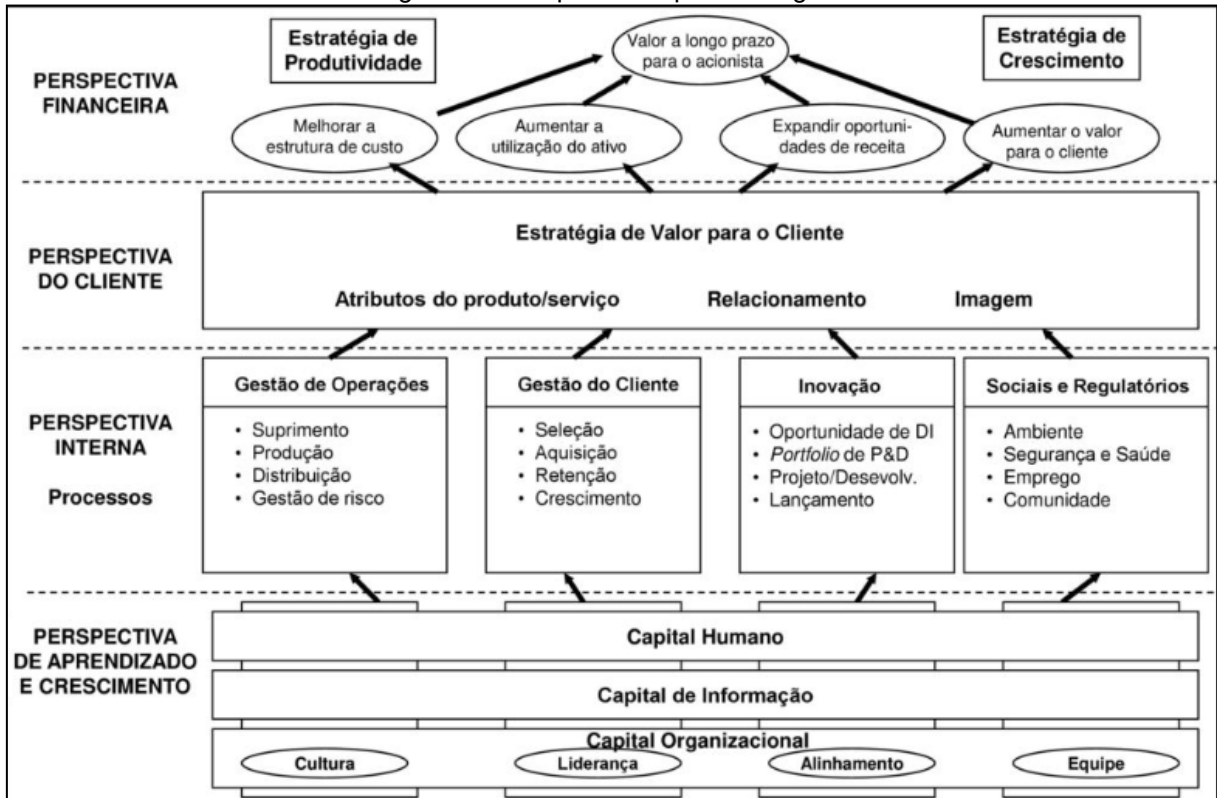 Estratégia de
Produtividade
Valor a longo prazo
para o acionista
Estratégia de
Crescimento
PERSPECTIVA
FINANCEIRA
Melhorar a
estrutura de custo
Aumentar a
utilização do ativo
Expandir oportuni-
dades de receita
Aumentar o valor
para o cliente
PERSPECTIVA
DO CLIENTE
Estratégia de Valor para o Cliente
Atributos do produto/serviço Relacionamento Imagem
PERSPECTIVA
INTERNA
Processos
Gestão de Operações
• Suprimento
• Produção
• Distribuição
• Gestão de risco
Gestão do Cliente
• Seleção
• Aquisição
• Retenção
• Crescimento
Inovação
• Oportunidade de DI
• Portfolio de P&D
• Projeto/Desevolv.
• Lançamento
Sociais e Regulatórios
• Ambiente
• Segurança e Saúde
• Emprego
• Comunidade
PERSPECTIVA
DE APRENDIZADO
E CRESCIMENTO
Capital Humano
Capital de Informação
Capital Organizacional
Cultura
Liderança
Alinhamento
Equipe